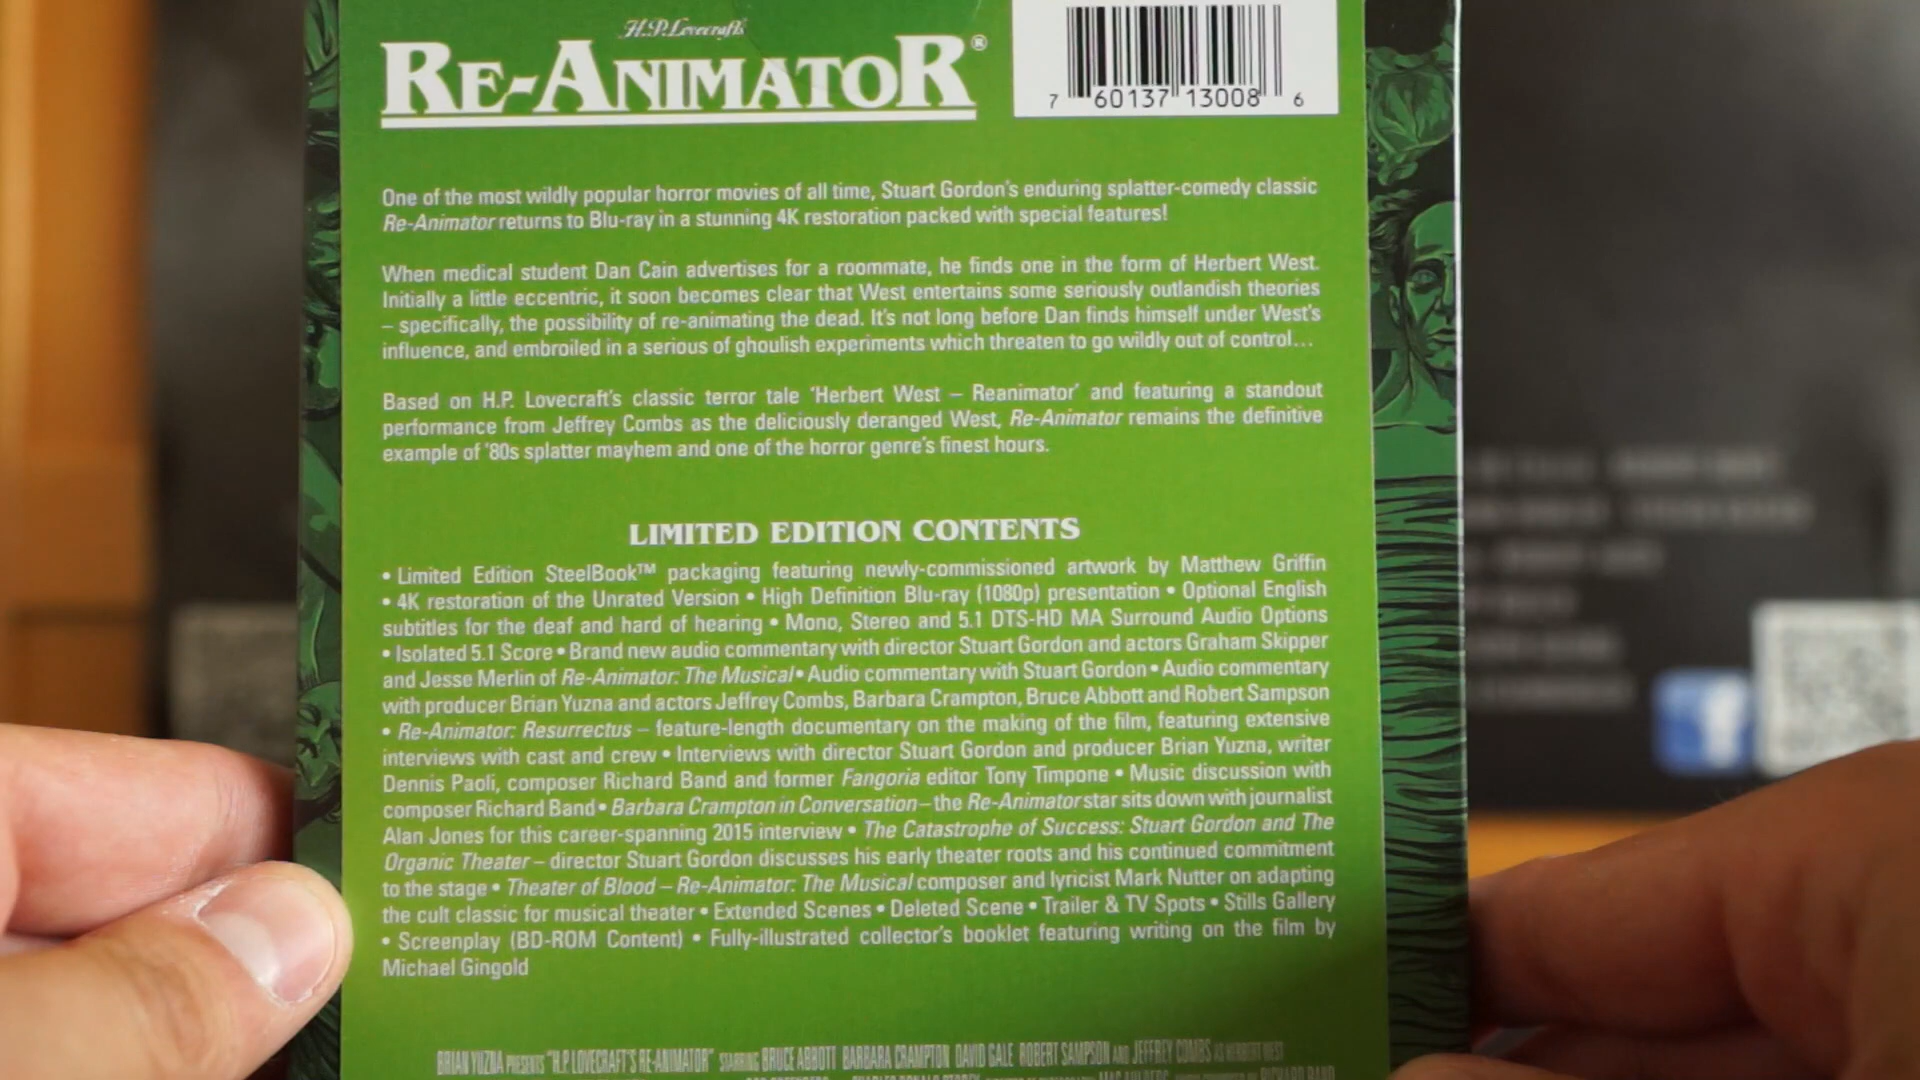 H.P. Lovecraft's
RE-ANIMATOR®
7 60137 13008 6
One of the most wildly popular horror movies of all time, Stuart Gordon's enduring splatter-comedy classic
Re-Animator returns to Blu-ray in a stunning 4K restoration packed with special features!
When medical student Dan Cain advertises for a roommate, he finds one in the form of Herbert West.
Initially a little eccentric, it soon becomes clear that West entertains some seriously outlandish theories
– specifically, the possibility of re-animating the dead. It's not long before Dan finds himself under West's
influence, and embroiled in a serious of ghoulish experiments which threaten to go wildly out of control...
Based on H.P. Lovecraft's classic terror tale 'Herbert West – Reanimator' and featuring a standout
performance from Jeffrey Combs as the deliciously deranged West, Re-Animator remains the definitive
example of '80s splatter mayhem and one of the horror genre's finest hours.
LIMITED EDITION CONTENTS
• Limited Edition SteelBook™ packaging featuring newly-commissioned artwork by Matthew Griffin
• 4K restoration of the Unrated Version • High Definition Blu-ray (1080p) presentation • Optional English
subtitles for the deaf and hard of hearing • Mono, Stereo and 5.1 DTS-HD MA Surround Audio Options
• Isolated 5.1 Score • Brand new audio commentary with director Stuart Gordon and actors Graham Skipper
and Jesse Merlin of Re-Animator: The Musical • Audio commentary with Stuart Gordon • Audio commentary
with producer Brian Yuzna and actors Jeffrey Combs, Barbara Crampton, Bruce Abbott and Robert Sampson
• Re-Animator: Resurrectus – feature-length documentary on the making of the film, featuring extensive
interviews with cast and crew • Interviews with director Stuart Gordon and producer Brian Yuzna, writer
Dennis Paoli, composer Richard Band and former Fangoria editor Tony Timpone • Music discussion with
composer Richard Band • Barbara Crampton in Conversation – the Re-Animator star sits down with journalist
Alan Jones for this career-spanning 2015 interview • The Catastrophe of Success: Stuart Gordon and The
Organic Theater – director Stuart Gordon discusses his early theater roots and his continued commitment
to the stage • Theater of Blood – Re-Animator: The Musical composer and lyricist Mark Nutter on adapting
the cult classic for musical theater • Extended Scenes • Deleted Scene • Trailer & TV Spots • Stills Gallery
• Screenplay (BD-ROM Content) • Fully-illustrated collector's booklet featuring writing on the film by
Michael Gingold
BRIAN YUZNA PRESENTS "H.P. LOVECRAFT'S RE-ANIMATOR" STARRING BRUCE ABBOTT BARBARA CRAMPTON DAVID GALE ROBERT SAMPSON AND JEFFREY COMBS AS HERBERT WEST